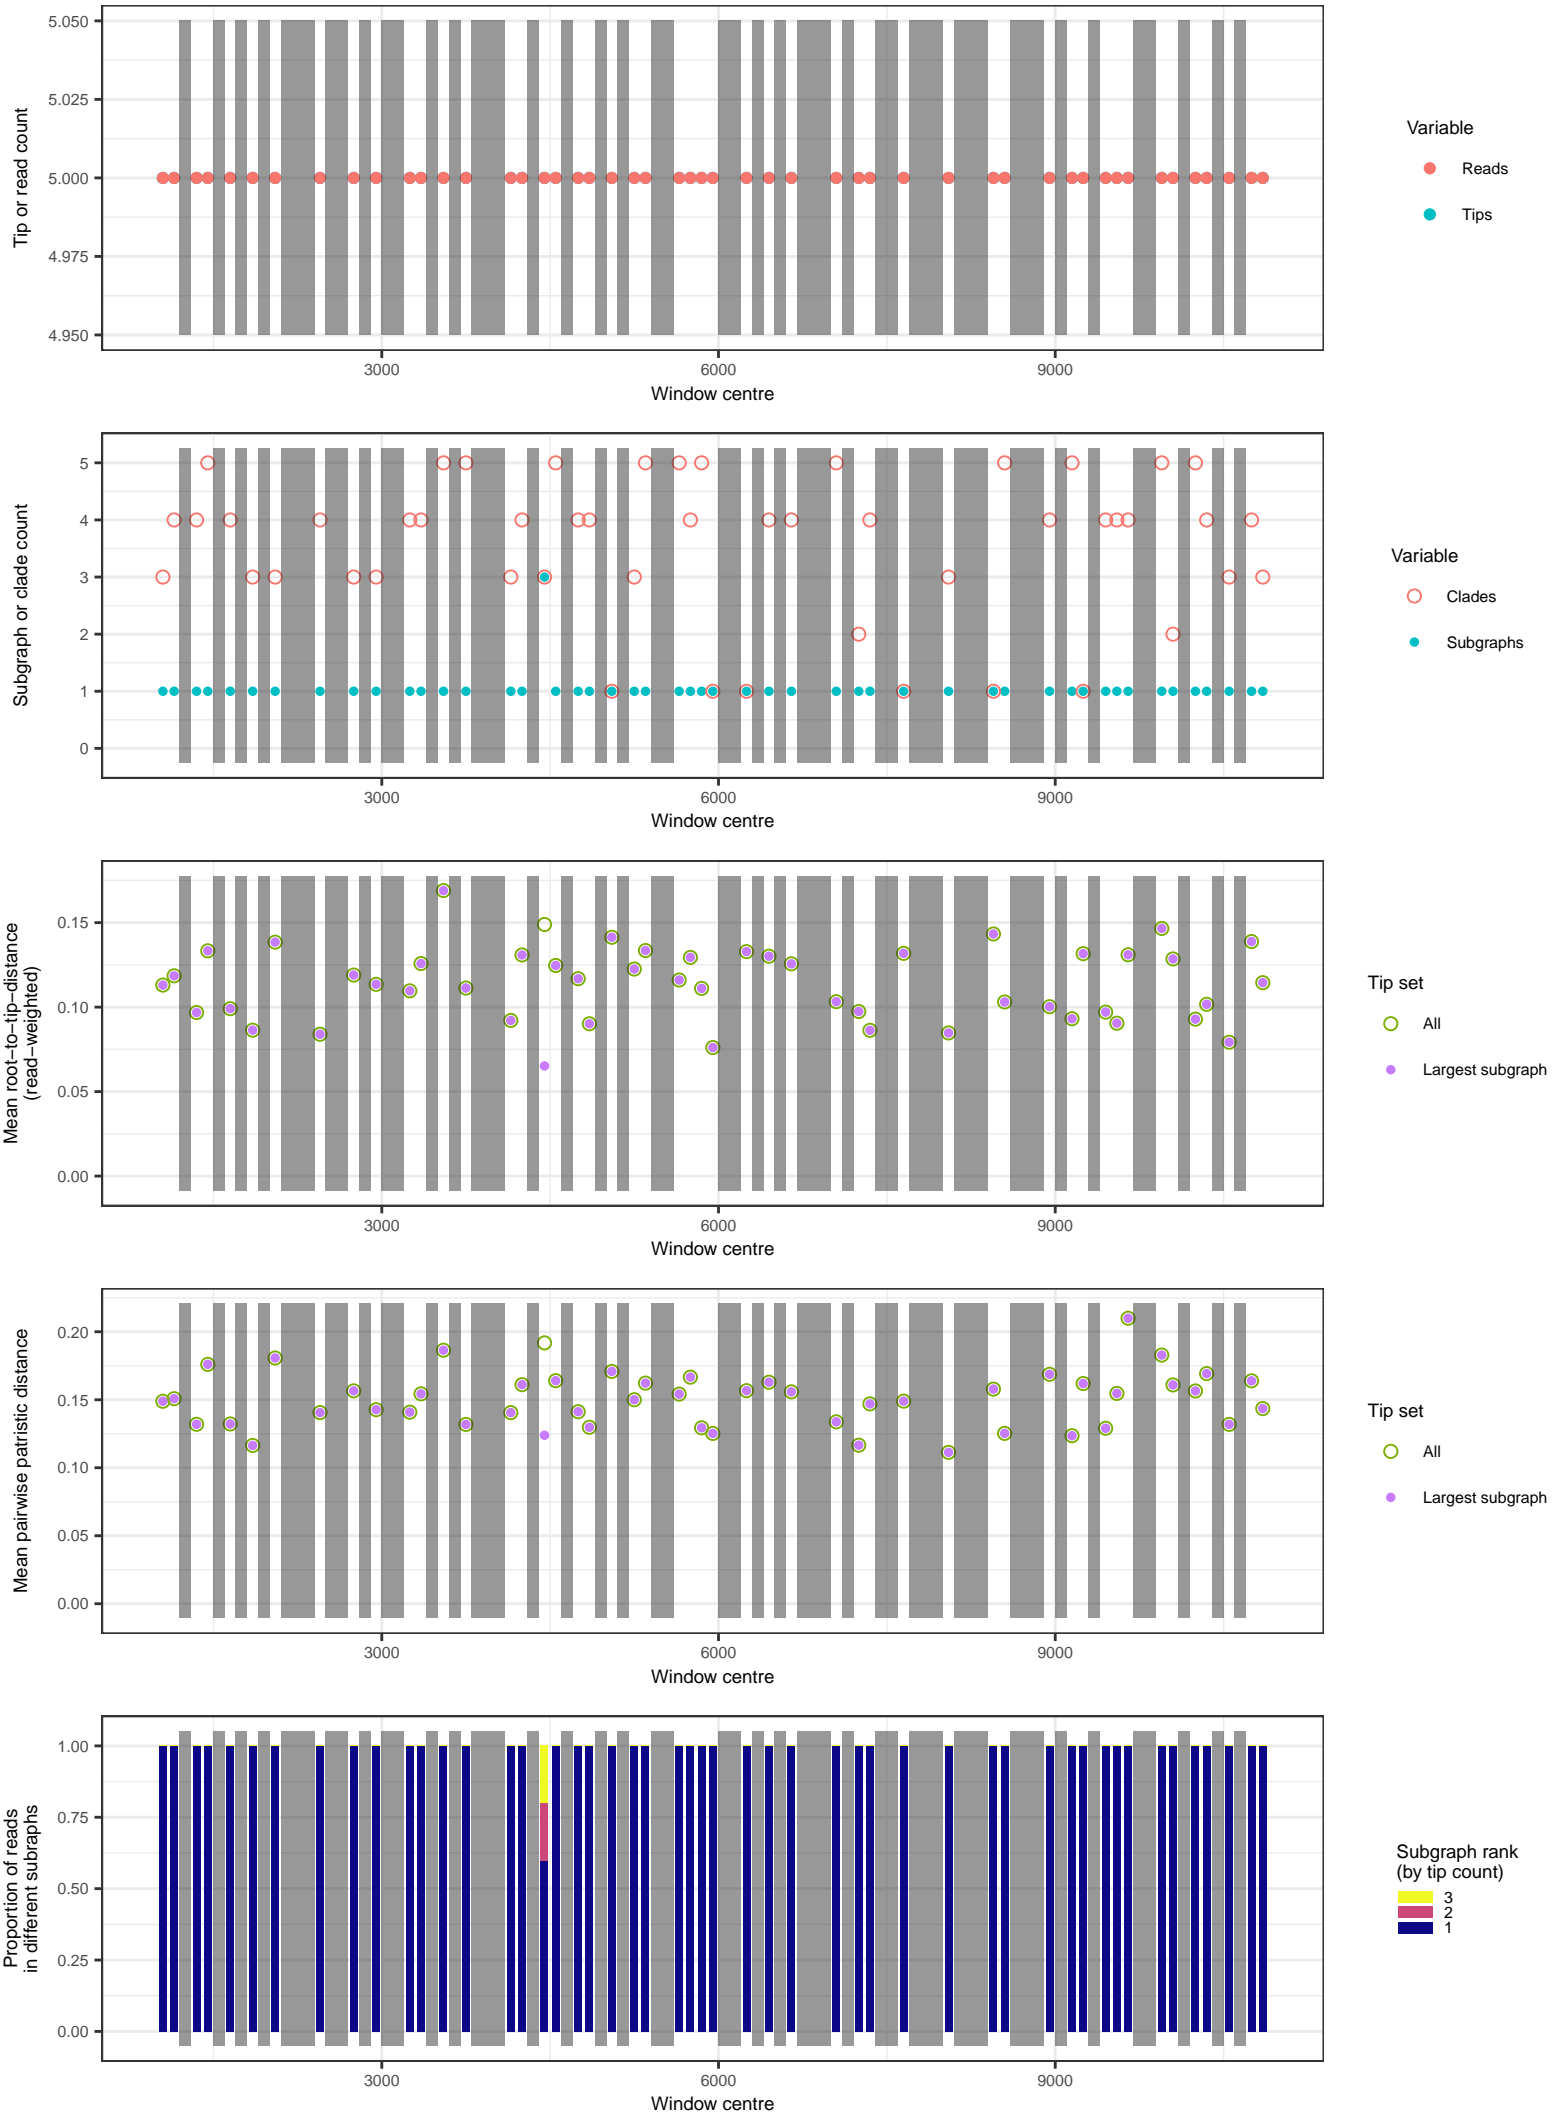 5.050
5.025
5.000
4.975
4.950
Tip or read count
3000 6000 9000
Window centre
Variable
Reads
Tips
5
4
3
2
1
0
Subgraph or clade count
3000 6000 9000
Window centre
Variable
Clades
Subgraphs
0.15
0.10
0.05
0.00
Mean root−to−tip−distance
(read−weighted)
3000 6000 9000
Window centre
Tip set
All
Largest subgraph
0.20
0.15
0.10
0.05
0.00
Mean pairwise patristic distance
3000 6000 9000
Window centre
Tip set
All
Largest subgraph
1.00
0.75
0.50
0.25
0.00
Proportion of reads
in different subraphs
3000 6000 9000
Window centre
Subgraph rank
(by tip count)
3
2
1